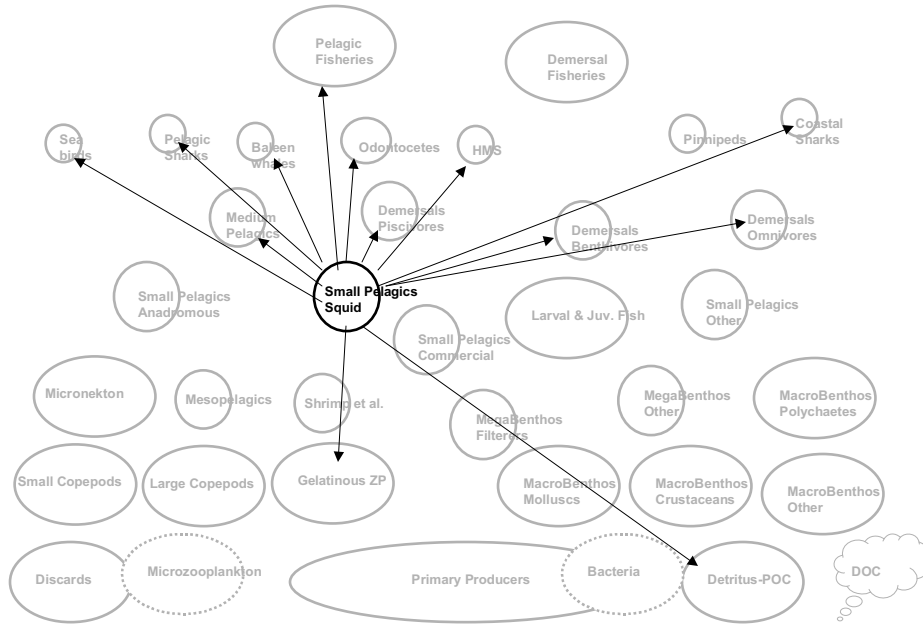 Pelagic
Fisheries
Demersal
Fisheries
Sea
birds
Pelagic
Sharks
Baleen
whales
Odontocetes
HMS
Pinnipeds
Coastal
Sharks
Medium
Pelagics
Demersals
Piscivores
Demersals
Benthivores
Demersals
Omnivores
Small Pelagics
Anadromous
Small Pelagics
Squid
Small Pelagics
Commercial
Larval & Juv. Fish
Small Pelagics
Other
Micronekton
Mesopelagics
Shrimp et al.
MegaBenthos
Filterers
MegaBenthos
Other
MacroBenthos
Polychaetes
Small Copepods
Large Copepods
Gelatinous ZP
MacroBenthos
Molluscs
MacroBenthos
Crustaceans
MacroBenthos
Other
Discards
Microzooplankton
Primary Producers
Bacteria
Detritus-POC
DOC